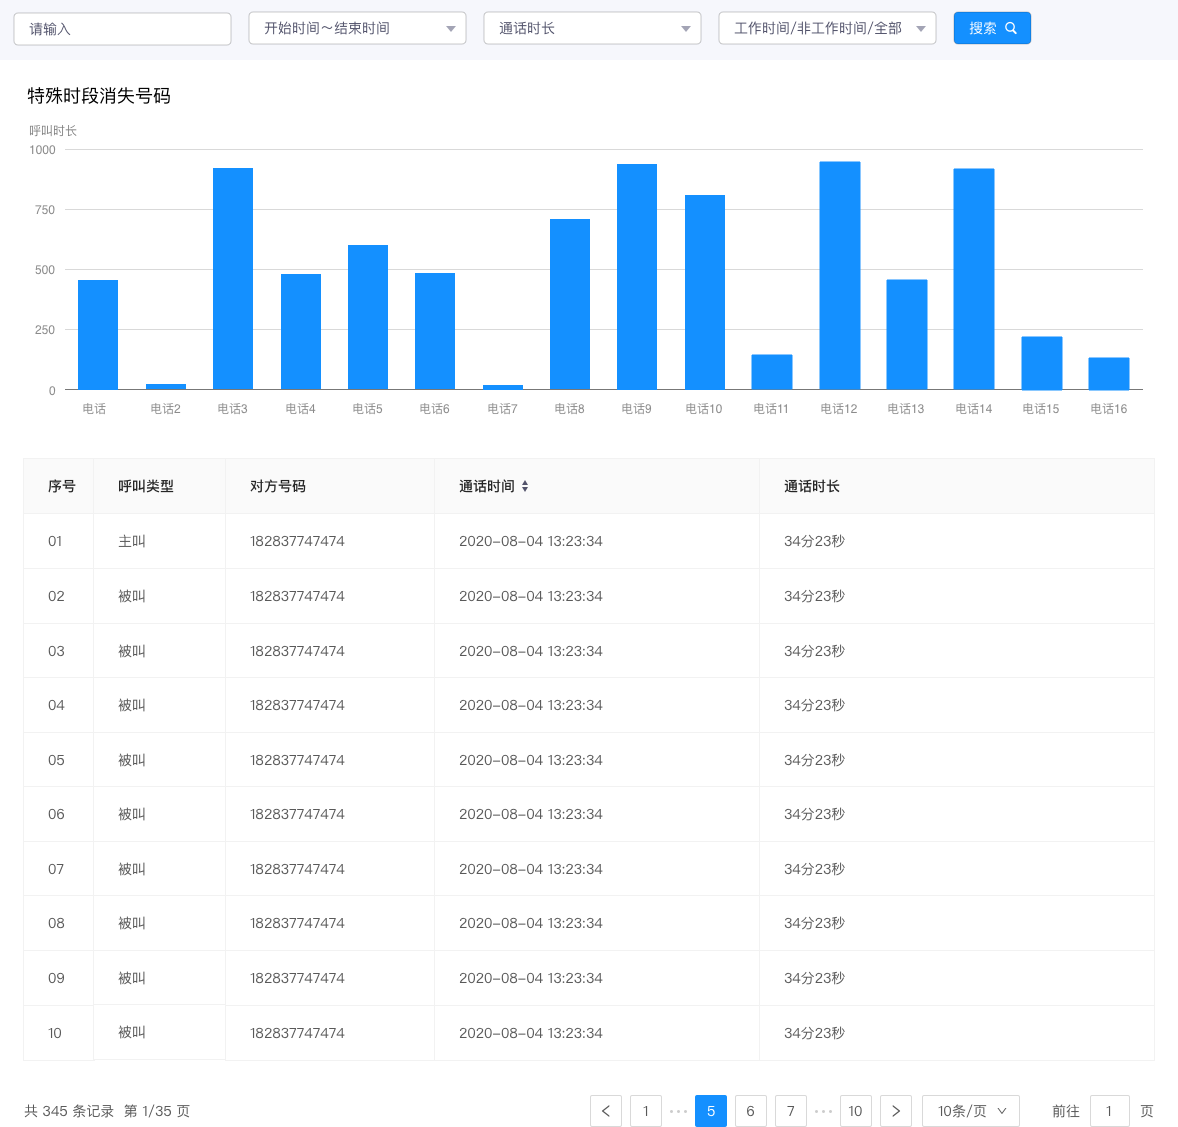 请输入 开始时间～结束时间 通话时长 工作时间/非工作时间/全部 搜索
特殊时段消失号码
呼叫时长
1000
750
500
250
0
电话 电话2 电话3 电话4 电话5 电话6 电话7 电话8 电话9 电话10 电话11 电话12 电话13 电话14 电话15 电话16
序号 呼叫类型 对方号码 通话时间 通话时长
01 主叫 182837747474 2020-08-04 13:23:34 34分23秒
02 被叫 182837747474 2020-08-04 13:23:34 34分23秒
03 被叫 182837747474 2020-08-04 13:23:34 34分23秒
04 被叫 182837747474 2020-08-04 13:23:34 34分23秒
05 被叫 182837747474 2020-08-04 13:23:34 34分23秒
06 被叫 182837747474 2020-08-04 13:23:34 34分23秒
07 被叫 182837747474 2020-08-04 13:23:34 34分23秒
08 被叫 182837747474 2020-08-04 13:23:34 34分23秒
09 被叫 182837747474 2020-08-04 13:23:34 34分23秒
10 被叫 182837747474 2020-08-04 13:23:34 34分23秒
共 345 条记录 第 1/35 页 1 ··· 5 6 7 ··· 10 10条/页 前往 1 页